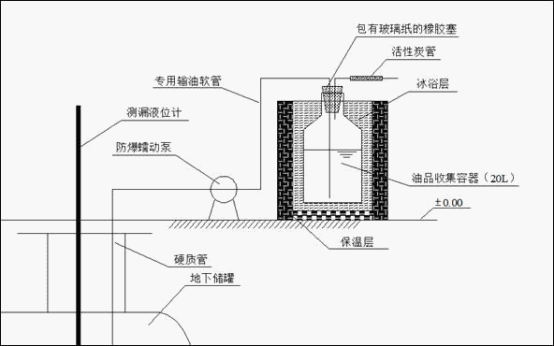 包有玻璃纸的橡胶塞
活性炭管
专用输油软管
冰浴层
测漏液位计
防爆蠕动泵
油品收集容器（20L）
±0.00
保温层
硬质管
地下储罐